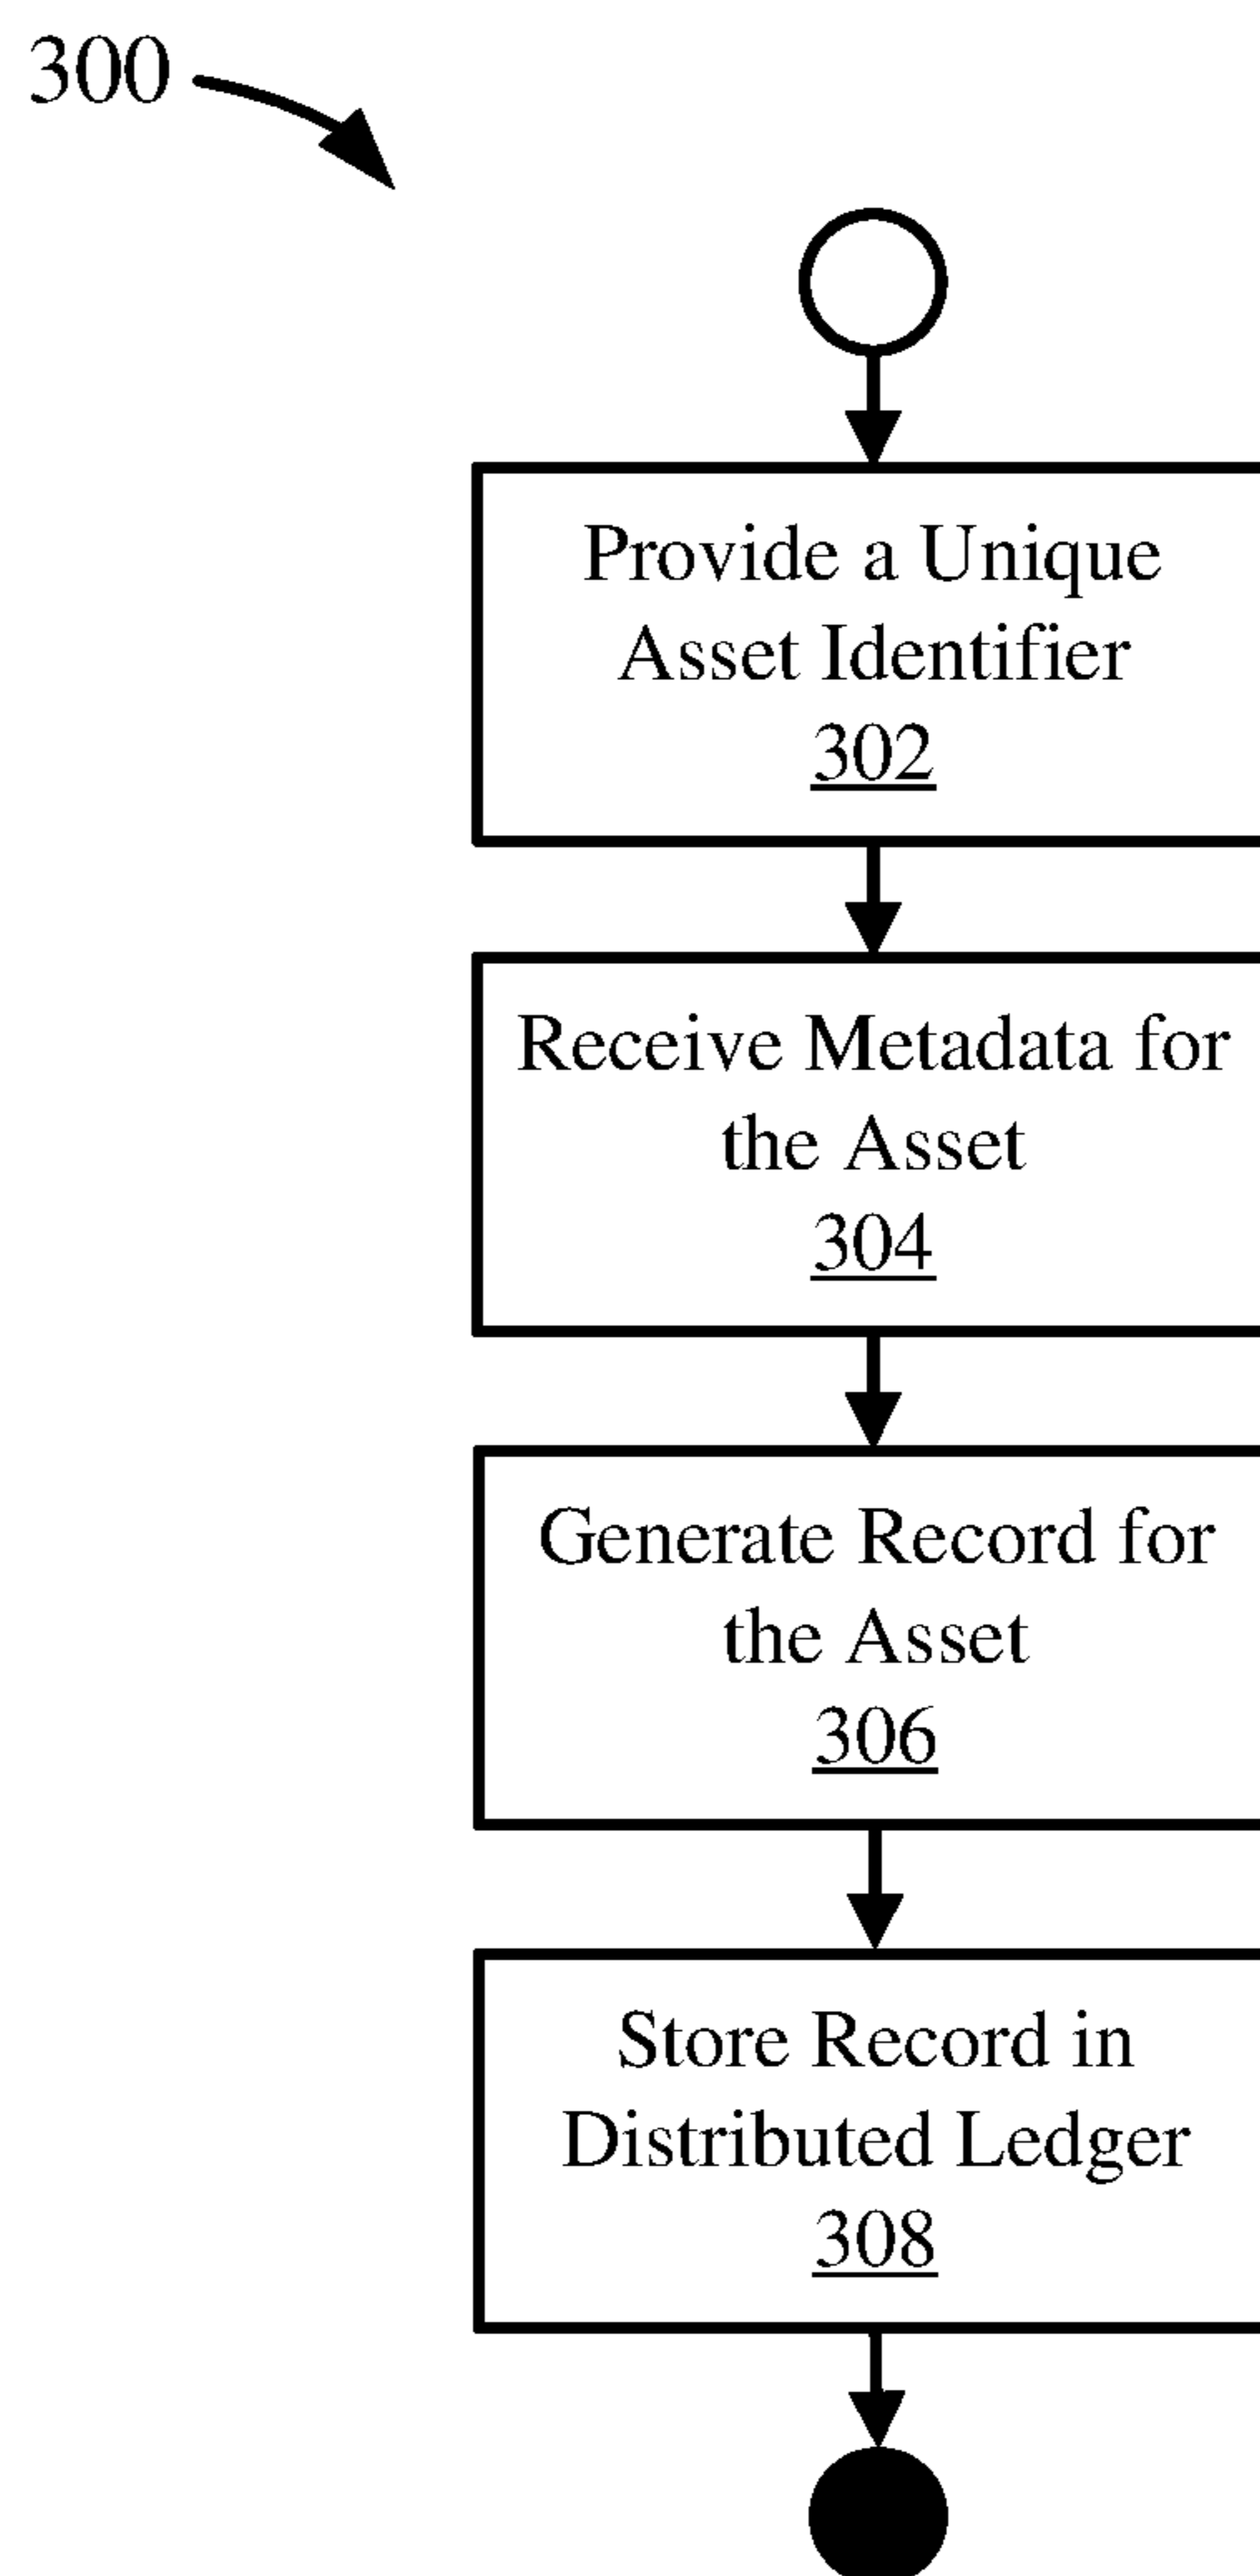 300
Provide a Unique
Asset Identifier
302
Receive Metadata for
the Asset
304
Generate Record for
the Asset
306
Store Record in
Distributed Ledger
308